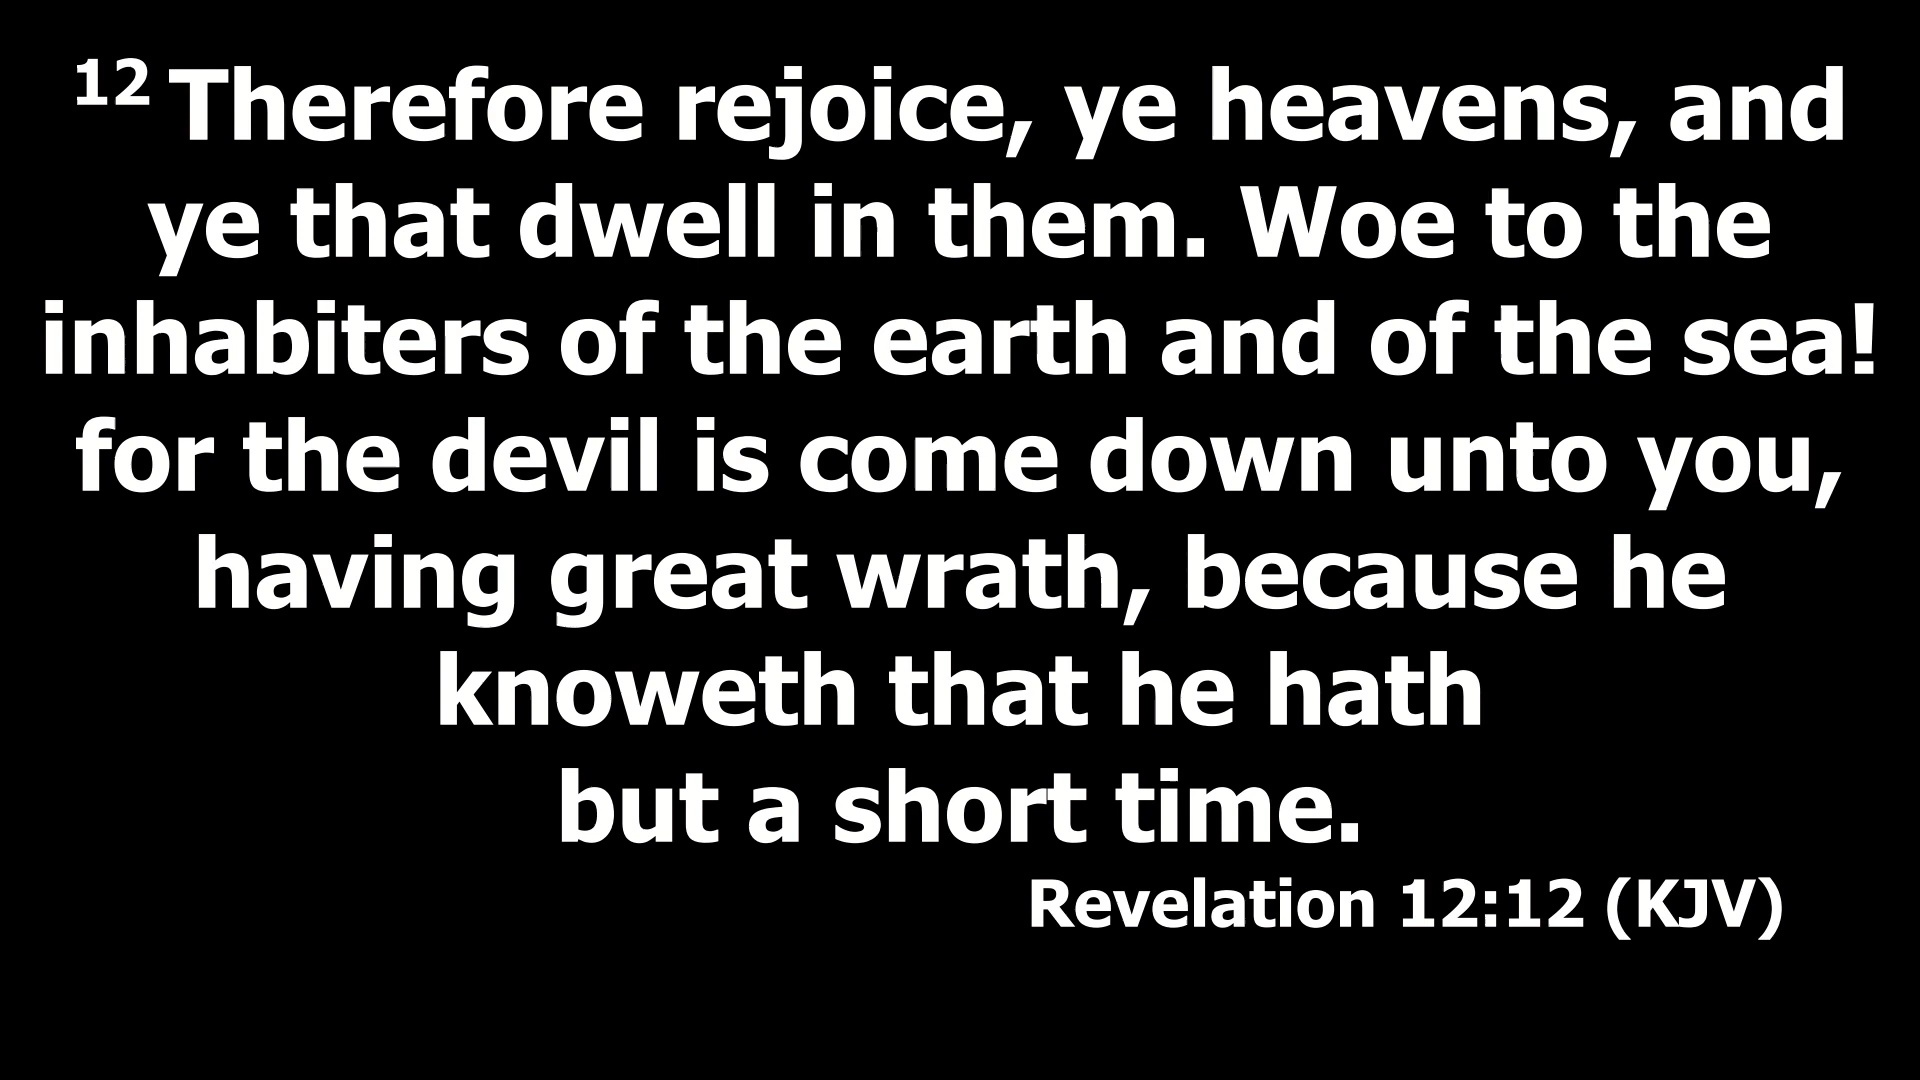 12 Therefore rejoice, ye heavens, and
ye that dwell in them. Woe to the
inhabiters of the earth and of the sea!
for the devil is come down unto you,
having great wrath, because he
knoweth that he hath
but a short time.
Revelation 12:12 (KJV)